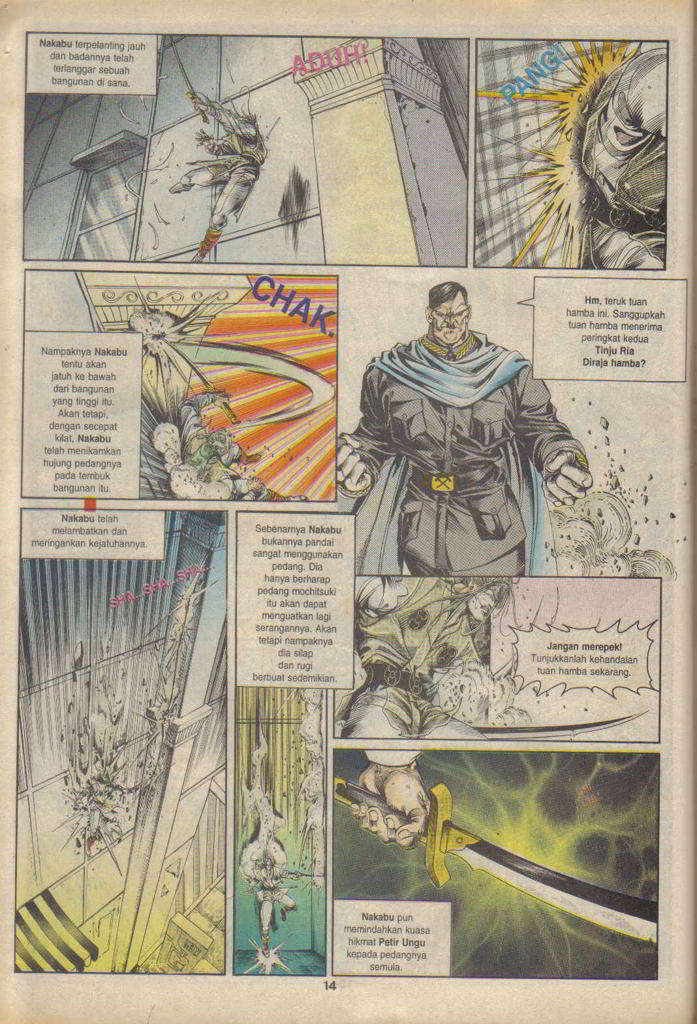 Nakabu terpelanting jauh
dan badannya telah
terlanggar sebuah
bangunan di sana.
ADUH!
PANG!
CHAK.
Nampaknya Nakabu
tentu akan
jatuh ke bawah
dari bangunan
yang tinggi itu.
Akan tetapi,
dengan secepat
kilat, Nakabu
telah menikamkan
hujung pedangnya
pada tembuk
bangunan itu.
Hm, teruk tuan
hamba ini. Sanggupkah
tuan hamba menerima
peringkat kedua
Tinju Ria
Diraja hamba?
Nakabu telah
melambatkan dan
meringankan kejatuhannya.
SHA..SHA...SHA...
Sebenarnya Nakabu
bukannya pandai
sangat menggunakan
pedang. Dia
hanya berharap
pedang mochitsuki
itu akan dapat
menguatkan lagi
serangannya. Akan
tetapi nampaknya
dia silap
dan rugi
berbuat sedemikian.
Jangan merepek!
Tunjukkanlah kehandalan
tuan hamba sekarang.
Nakabu pun
memindahkan kuasa
hikmat Petir Ungu
kepada pedangnya
semula.
14